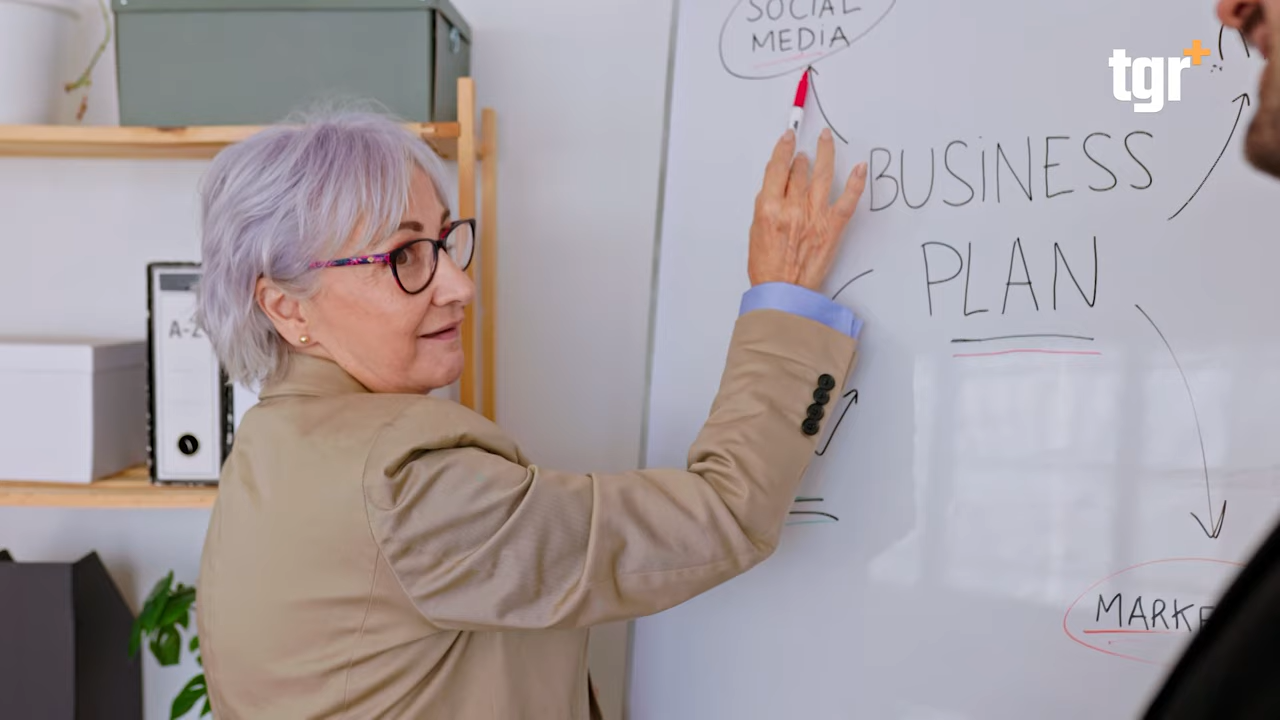 SOCIAL
MEDIA
tgr+
BUSINESS
PLAN
A-Z